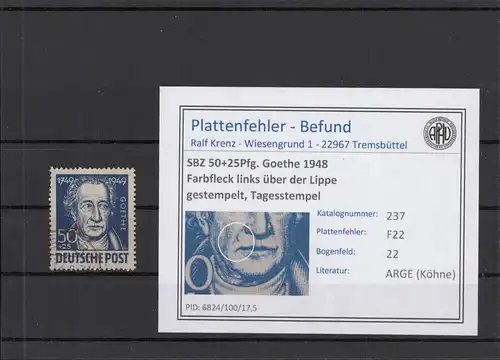 1749
1949
GOETHE
50
+25
DEUTSCHE POST
Plattenfehler - Befund
Ralf Krenz - Wiesengrund 1 - 22967 Tremsbüttel
SBZ 50+25Pfg. Goethe 1948
Farbfleck links über der Lippe
gestempelt, Tagesstempel
Katalognummer: 237
Plattenfehler: F22
Bogenfeld: 22
Literatur: ARGE (Köhne)
0
PID: 6824/100/17,5